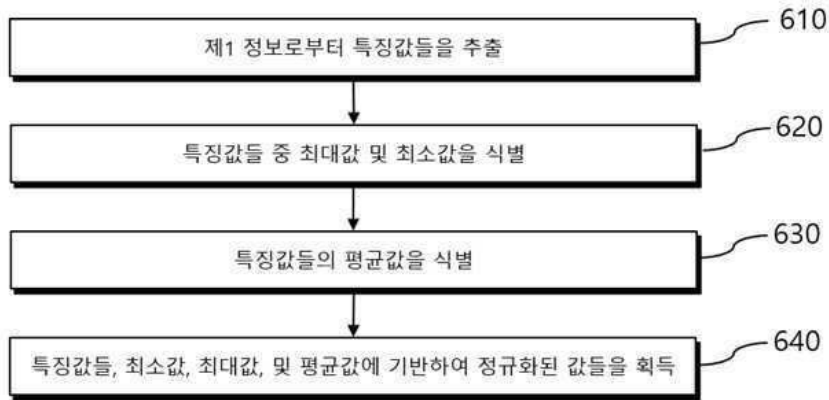 제1 정보로부터 특징값들을 추출
610
특징값들 중 최대값 및 최소값을 식별
620
특징값들의 평균값을 식별
630
특징값들, 최소값, 최대값, 및 평균값에 기반하여 정규화된 값들을 획득
640